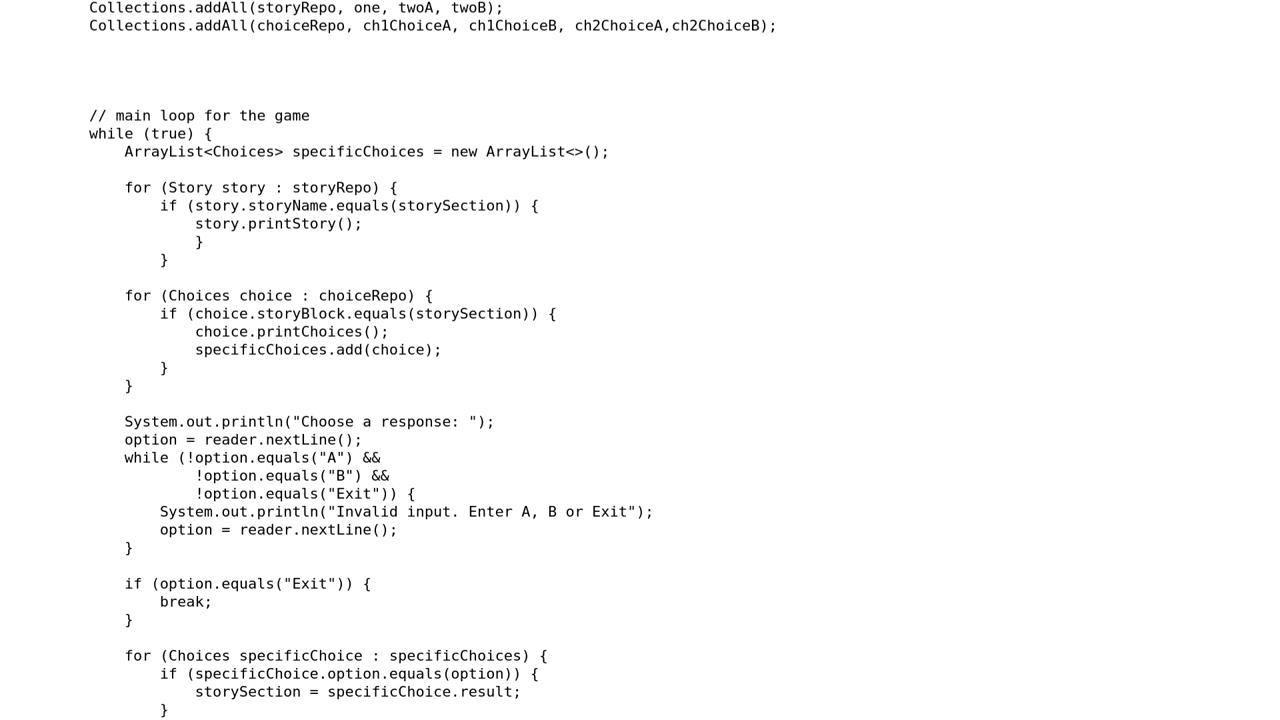 Collections.addAll(storyRepo, one, twoA, twoB);
Collections.addAll(choiceRepo, ch1ChoiceA, ch1ChoiceB, ch2ChoiceA,ch2ChoiceB);
// main loop for the game
while (true) {
ArrayList<Choices> specificChoices = new ArrayList<>();
for (Story story : storyRepo) {
if (story.storyName.equals(storySection)) {
story.printStory();
}
}
for (Choices choice : choiceRepo) {
if (choice.storyBlock.equals(storySection)) {
choice.printChoices();
specificChoices.add(choice);
}
}
System.out.println("Choose a response: ");
option = reader.nextLine();
while (!option.equals("A") &&
!option.equals("B") &&
!option.equals("Exit")) {
System.out.println("Invalid input. Enter A, B or Exit");
option = reader.nextLine();
}
if (option.equals("Exit")) {
break;
}
for (Choices specificChoice : specificChoices) {
if (specificChoice.option.equals(option)) {
storySection = specificChoice.result;
}